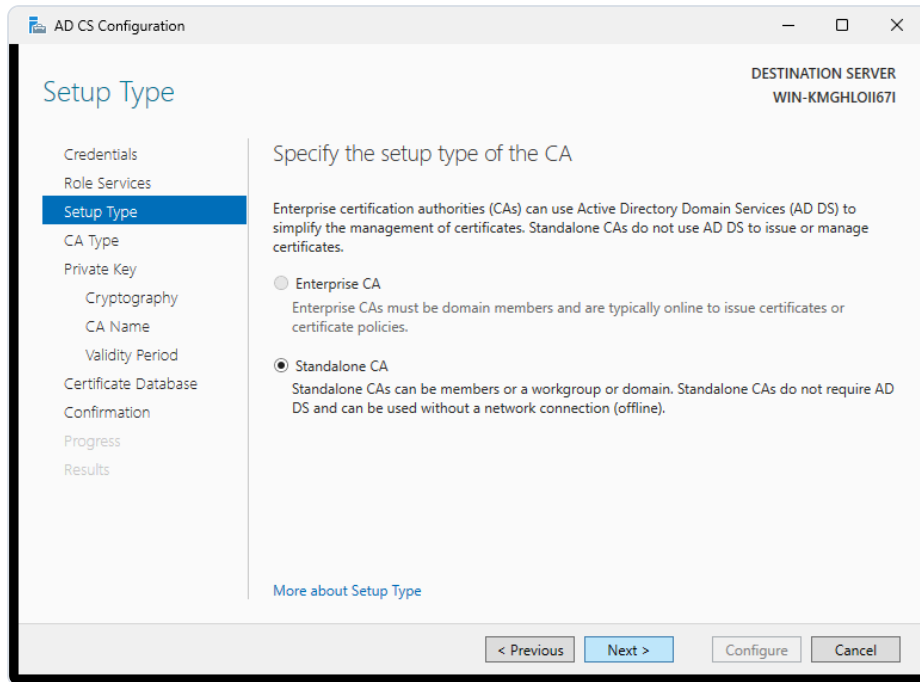 AD CS Configuration
Setup Type
DESTINATION SERVER
WIN-KMGHLOII67I
Credentials
Role Services
Setup Type
CA Type
Private Key
Cryptography
CA Name
Validity Period
Certificate Database
Confirmation
Progress
Results
Specify the setup type of the CA
Enterprise certification authorities (CAs) can use Active Directory Domain Services (AD DS) to
simplify the management of certificates. Standalone CAs do not use AD DS to issue or manage
certificates.
Enterprise CA
Enterprise CAs must be domain members and are typically online to issue certificates or
certificate policies.
Standalone CA
Standalone CAs can be members or a workgroup or domain. Standalone CAs do not require AD
DS and can be used without a network connection (offline).
More about Setup Type
< Previous
Next >
Configure
Cancel